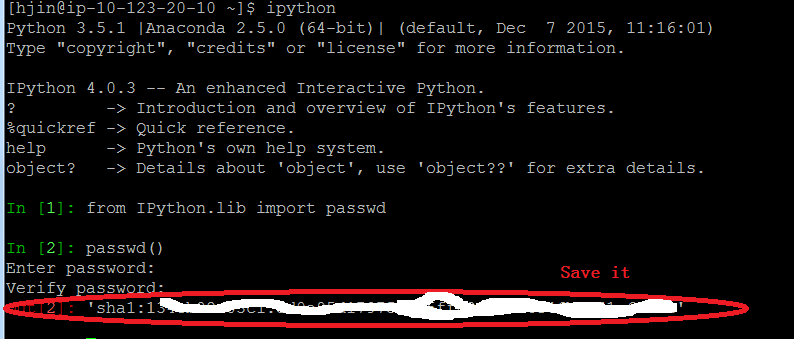 [hjin@ip-10-123-20-10 ~]$ ipython
Python 3.5.1 |Anaconda 2.5.0 (64-bit)| (default, Dec  7 2015, 11:16:01)
Type "copyright", "credits" or "license" for more information.
IPython 4.0.3 -- An enhanced Interactive Python.
?         -> Introduction and overview of IPython's features.
%quickref -> Quick reference.
help      -> Python's own help system.
object?   -> Details about 'object', use 'object??' for extra details.
In [1]: from IPython.lib import passwd
In [2]: passwd()
Enter password:
Save it
Verify password:
[2]: 'sha1: